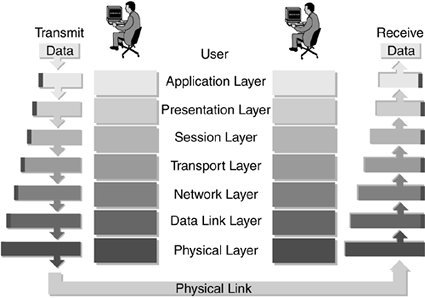 Transmit
Receive
Data
User
Data
Application Layer
Presentation Layer
Session Layer
Transport Layer
Network Layer
Data Link Layer
Physical Layer
Physical Link